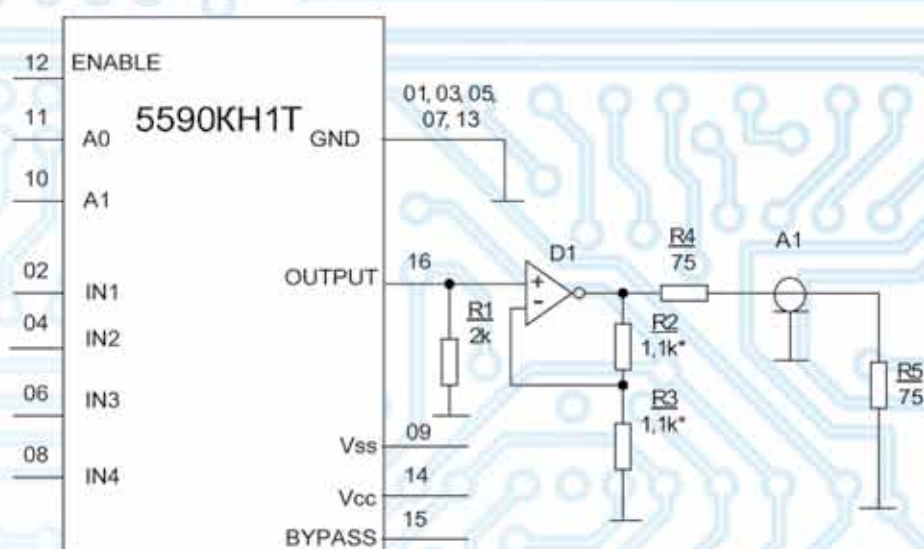 12 ENABLE
5590КН1Т
11 A0
10 A1
02 IN1
04 IN2
06 IN3
08 IN4
01, 03, 05,
07, 13
GND
OUTPUT 16
R1
2k
D1
+
-
R2
1,1k*
R3
1,1k*
R4
75
A1
R5
75
Vss 09
Vcc 14
BYPASS 15